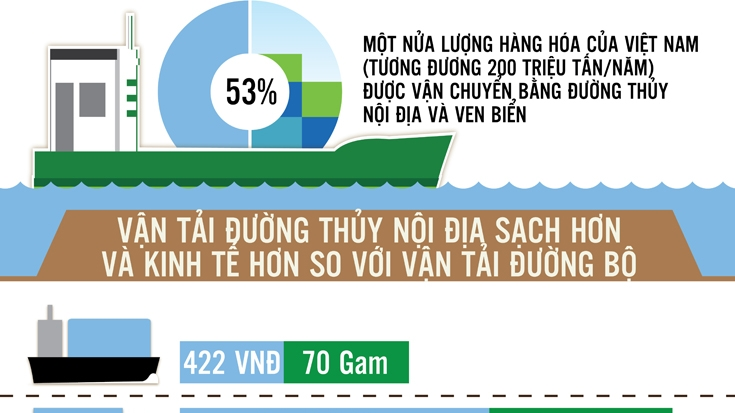 53%
MỘT NỬA LƯỢNG HÀNG HÓA CỦA VIỆT NAM
(TƯƠNG ĐƯƠNG 200 TRIỆU TẤN/NĂM)
ĐƯỢC VẬN CHUYỂN BẰNG ĐƯỜNG THỦY
NỘI ĐỊA VÀ VEN BIỂN
VẬN TẢI ĐƯỜNG THỦY NỘI ĐỊA SẠCH HƠN
VÀ KINH TẾ HƠN SO VỚI VẬN TẢI ĐƯỜNG BỘ
422 VNĐ 70 Gam